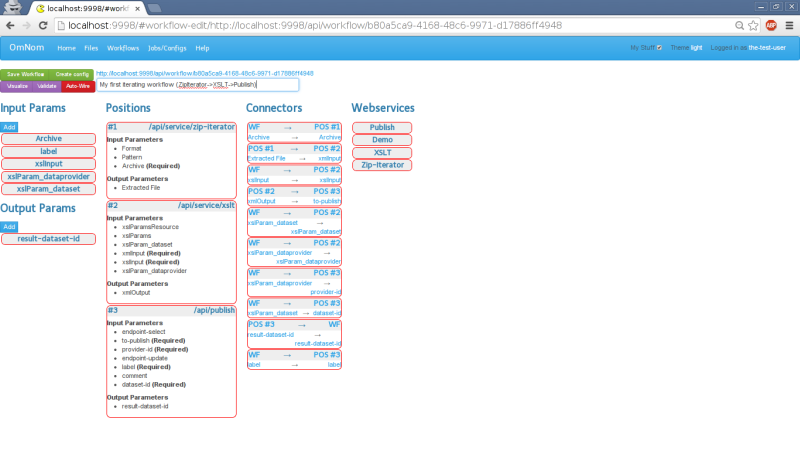 localhost:9998/#workflow
localhost:9998/#workflow-edit/http://localhost:9998/api/workflow/b80a5ca9-4168-48c6-9971-d17886ff4948
ABP
OmNom Home Files Workflows Jobs/Configs Help My Stuff Theme light Logged in as the-test-user
Save Workflow Create config http://localhost:9998/api/workflow/b80a5ca9-4168-48c6-9971-d17886ff4948
Visualize Validate Auto-Wire My first iterating workflow (ZipIterator->XSLT->Publish)
Input Params
Add
Archive
label
xslInput
xslParam_dataprovider
xslParam_dataset
Output Params
Add
result-dataset-id
Positions
#1 /api/service/zip-iterator
Input Parameters
• Format
• Pattern
• Archive (Required)
Output Parameters
• Extracted File
#2 /api/service/xslt
Input Parameters
• xslParamsResource
• xslParams
• xslParam_dataset
• xmlInput (Required)
• xslInput (Required)
• xslParam_dataprovider
Output Parameters
• xmlOutput
#3 /api/publish
Input Parameters
• endpoint-select
• to-publish (Required)
• provider-id (Required)
• endpoint-update
• label (Required)
• comment
• dataset-id (Required)
Output Parameters
• result-dataset-id
Connectors
WF → POS #1
Archive → Archive
POS #1 → POS #2
Extracted File → xmlInput
WF → POS #2
xslInput → xslInput
POS #2 → POS #3
xmlOutput → to-publish
WF → POS #2
xslParam_dataset →
xslParam_dataset
WF → POS #2
xslParam_dataprovider →
xslParam_dataprovider
WF → POS #3
xslParam_dataprovider →
provider-id
WF → POS #3
xslParam_dataset → dataset-id
POS #3 → WF
result-dataset-id →
result-dataset-id
WF → POS #3
label → label
Webservices
Publish
Demo
XSLT
Zip-Iterator